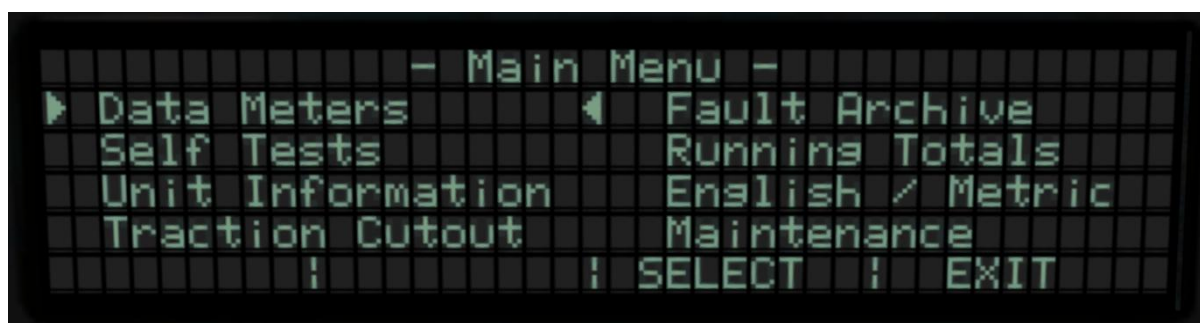 - Main Menu -
▶ Data Meters ◀ Fault Archive
Self Tests Running Totals
Unit Information English / Metric
Traction Cutout Maintenance
¦ ¦ SELECT ¦ EXIT